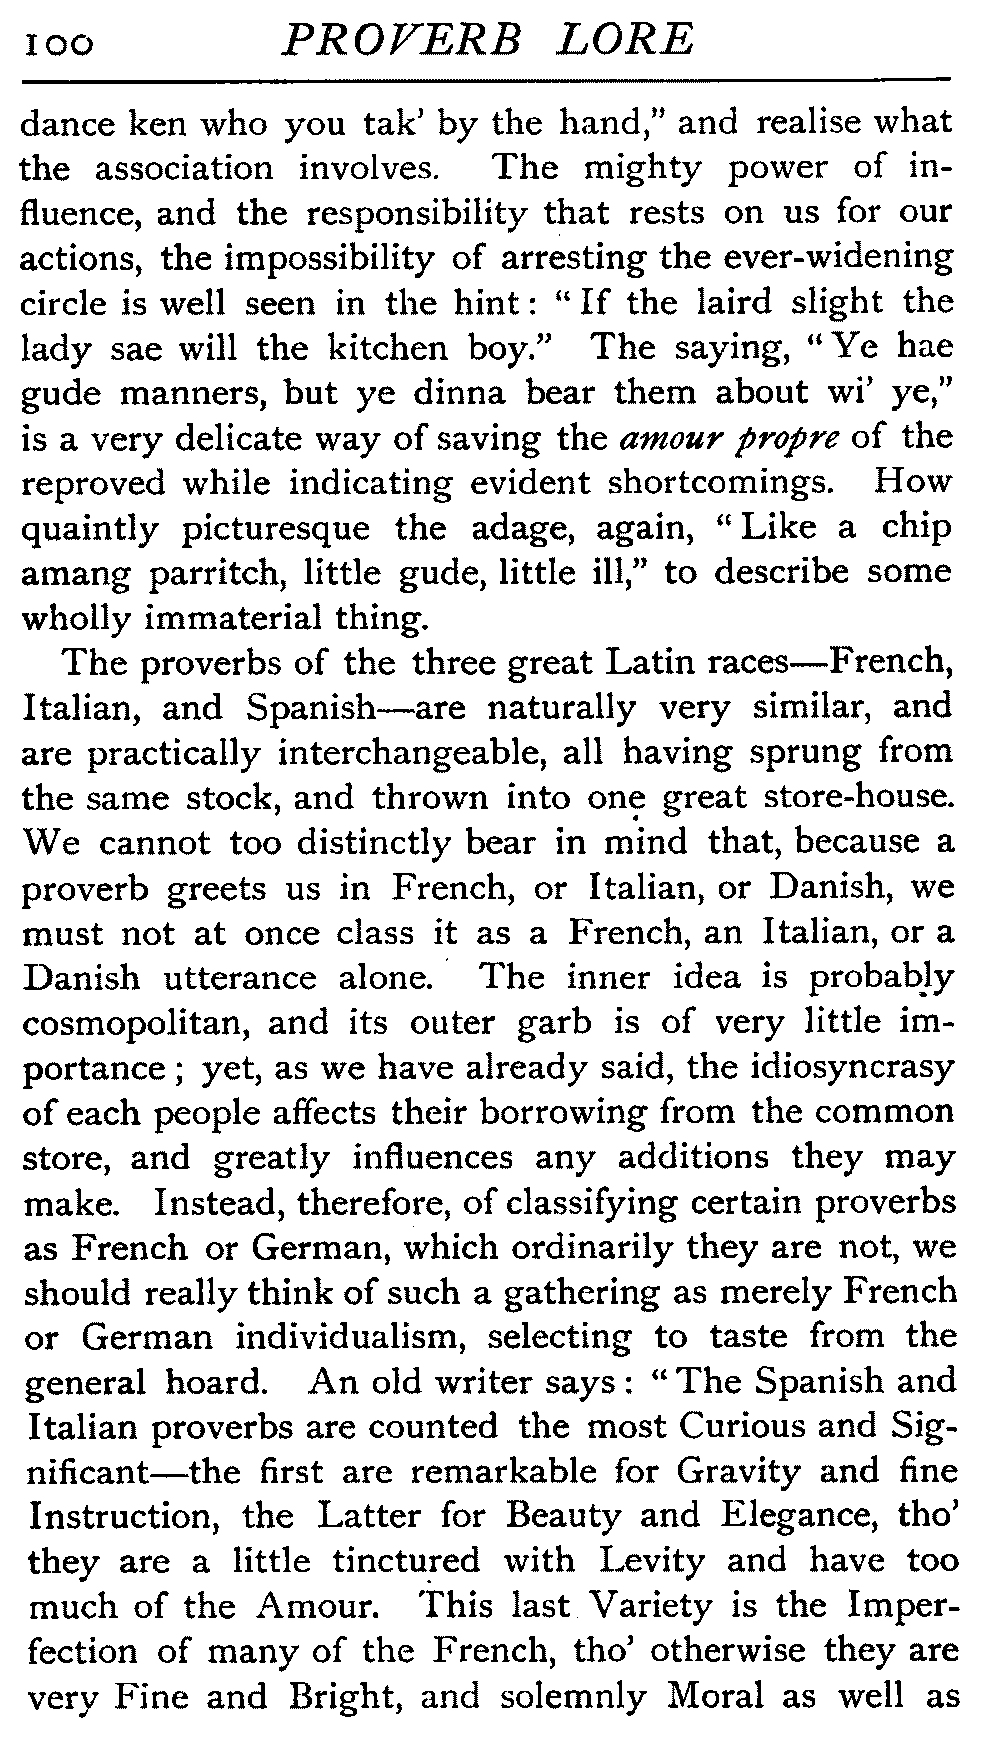 100 PROVERB LORE
dance ken who you tak' by the hand,” and realise what
the association involves. The mighty power of in-
fluence, and the responsibility that rests on us for our
actions, the impossibility of arresting the ever-widening
circle is well seen in the hint: “If the laird slight the
lady sae will the kitchen boy.” The saying, “Ye hae
gude manners, but ye dinna bear them about wi' ye,”
is a very delicate way of saving the amour propre of the
reproved while indicating evident shortcomings. How
quaintly picturesque the adage, again, “Like a chip
amang parritch, little gude, little ill,” to describe some
wholly immaterial thing.
The proverbs of the three great Latin races—French,
Italian, and Spanish—are naturally very similar, and
are practically interchangeable, all having sprung from
the same stock, and thrown into one great store-house.
We cannot too distinctly bear in mind that, because a
proverb greets us in French, or Italian, or Danish, we
must not at once class it as a French, an Italian, or a
Danish utterance alone. The inner idea is probably
cosmopolitan, and its outer garb is of very little im-
portance; yet, as we have already said, the idiosyncrasy
of each people affects their borrowing from the common
store, and greatly influences any additions they may
make. Instead, therefore, of classifying certain proverbs
as French or German, which ordinarily they are not, we
should really think of such a gathering as merely French
or German individualism, selecting to taste from the
general hoard. An old writer says: “The Spanish and
Italian proverbs are counted the most Curious and Sig-
nificant—the first are remarkable for Gravity and fine
Instruction, the Latter for Beauty and Elegance, tho'
they are a little tinctured with Levity and have too
much of the Amour. This last Variety is the Imper-
fection of many of the French, tho' otherwise they are
very Fine and Bright, and solemnly Moral as well as